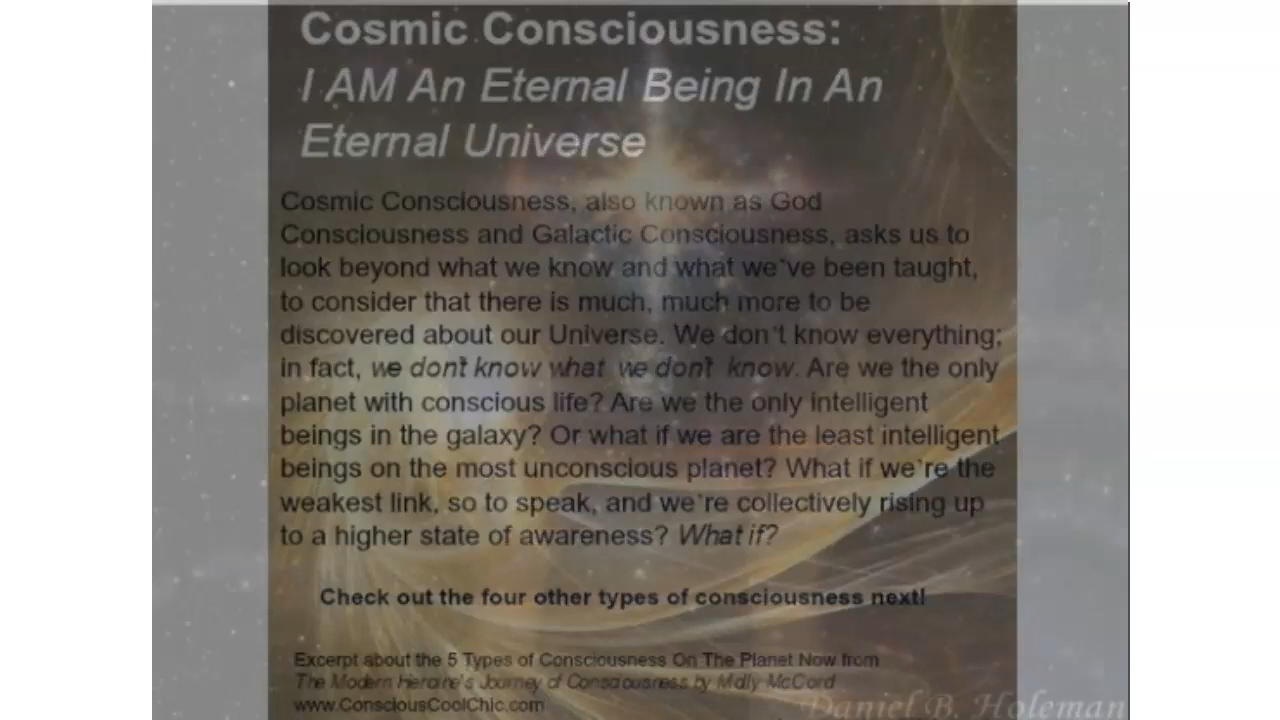 Cosmic Consciousness:
I AM An Eternal Being In An
Eternal Universe
Cosmic Consciousness, also known as God
Consciousness and Galactic Consciousness, asks us to
look beyond what we know and what we've been taught,
to consider that there is much, much more to be
discovered about our Universe. We don't know everything;
in fact, we don't know what we don't know. Are we the only
planet with conscious life? Are we the only intelligent
beings in the galaxy? Or what if we are the least intelligent
beings on the most unconscious planet? What if we're the
weakest link, so to speak, and we're collectively rising up
to a higher state of awareness? What if?
Check out the four other types of consciousness next!
Excerpt about the 5 Types of Consciousness On The Planet Now from
The Modern Heroine's Journey of Consciousness by Molly McCord
www.ConsciousCoolChic.com
Daniel B. Holeman